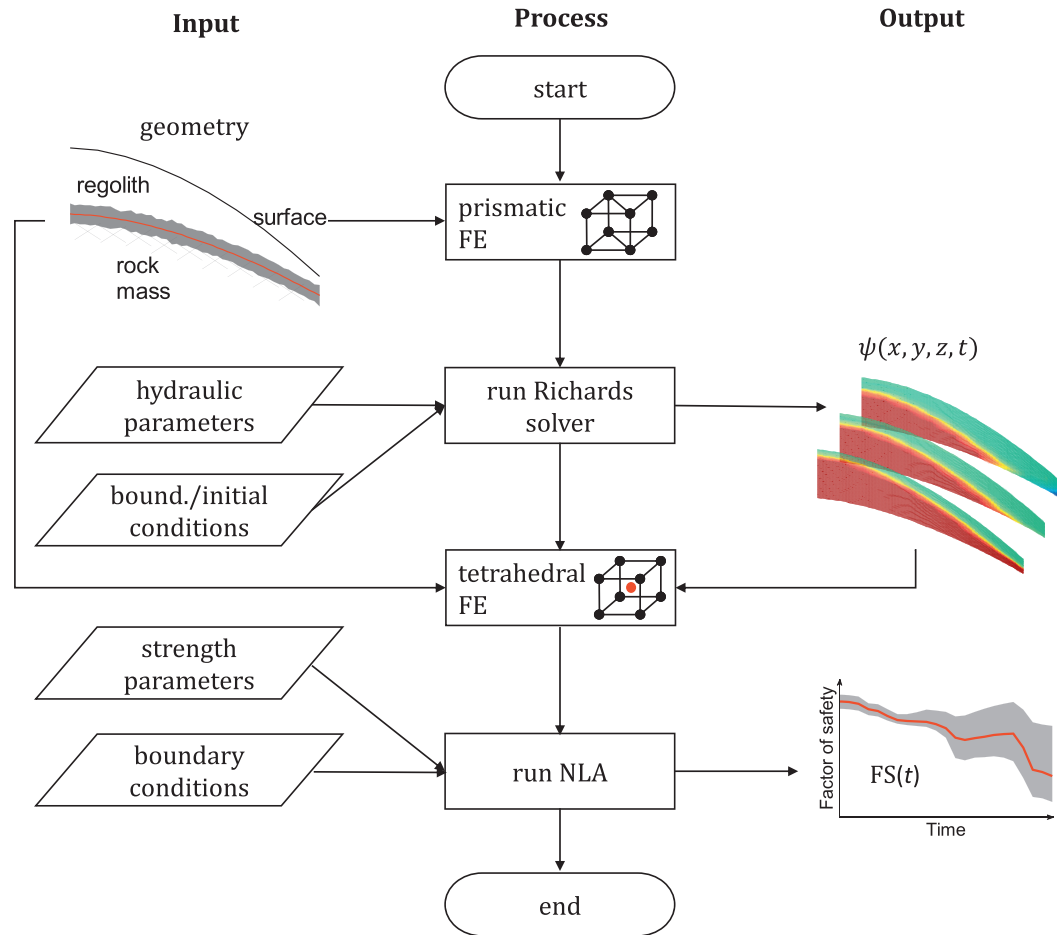 Input
Process
Output
start
geometry
regolith
surface
rock
mass
prismatic
FE
ψ(x, y, z, t)
hydraulic
parameters
run Richards
solver
bound./initial
conditions
tetrahedral
FE
strength
parameters
boundary
conditions
run NLA
Factor of safety
FS(t)
Time
end